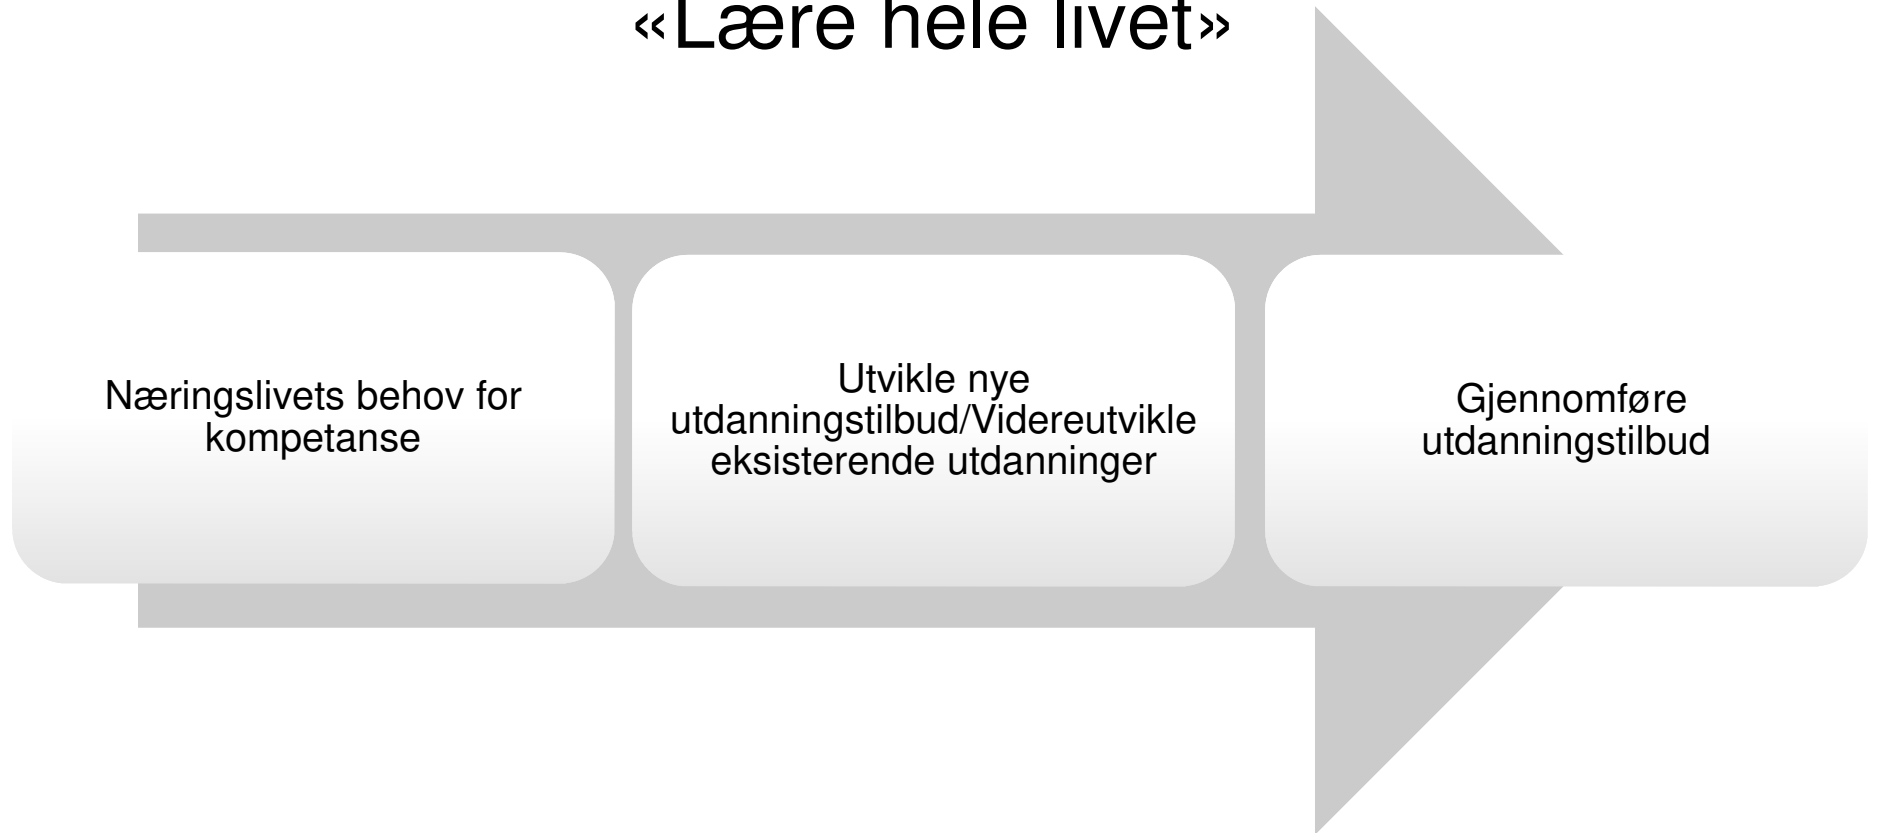 «Lære hele livet»
Næringslivets behov for
kompetanse
Utvikle nye
utdanningstilbud/Videreutvikle
eksisterende utdanninger
Gjennomføre
utdanningstilbud